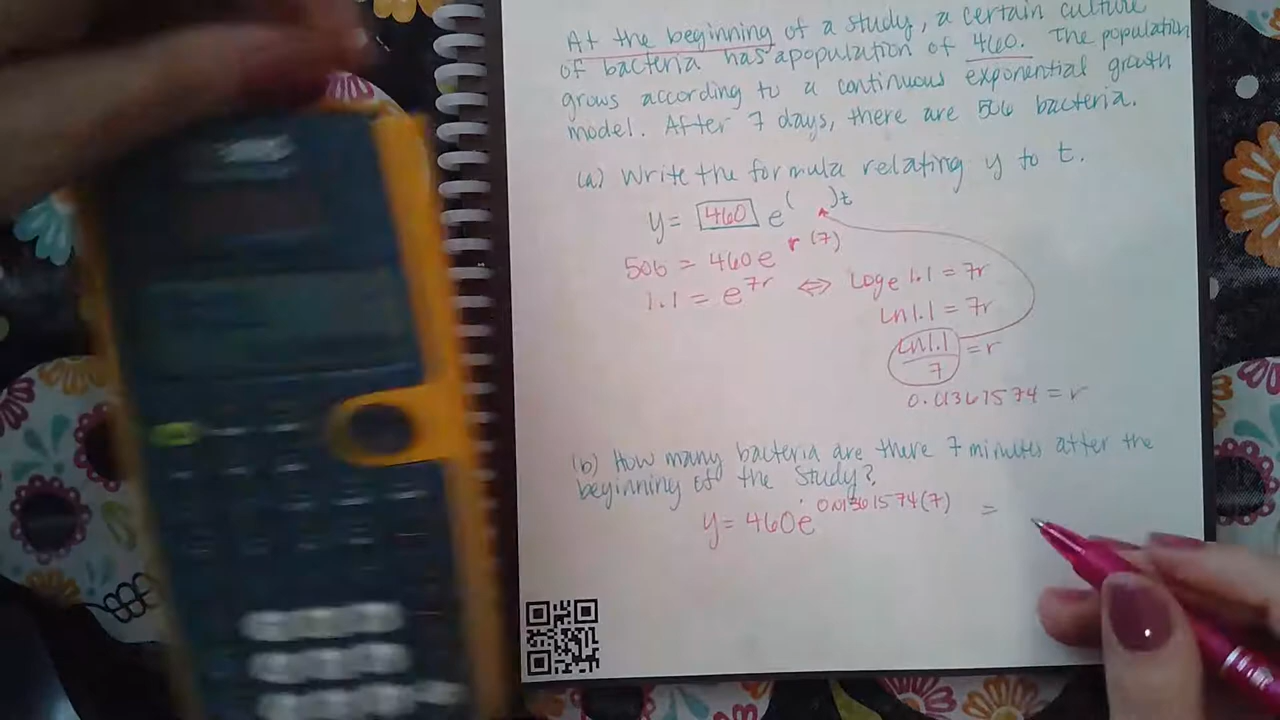 At the beginning of a study, a certain culture
of bacteria has a population of 460. The population
grows according to a continuous exponential growth
model. After 7 days, there are 506 bacteria.
(a) Write the formula relating y to t.
y = 460 e( )t
506 = 460e r(7)
1.1 = e7r ⇔ Loge 1.1 = 7r
Ln1.1 = 7r
Ln1.1/7 = r
0.01361574 = r
(b) How many bacteria are there 7 minutes after the
beginning of the study?
y = 460e 0.01361574(7) =